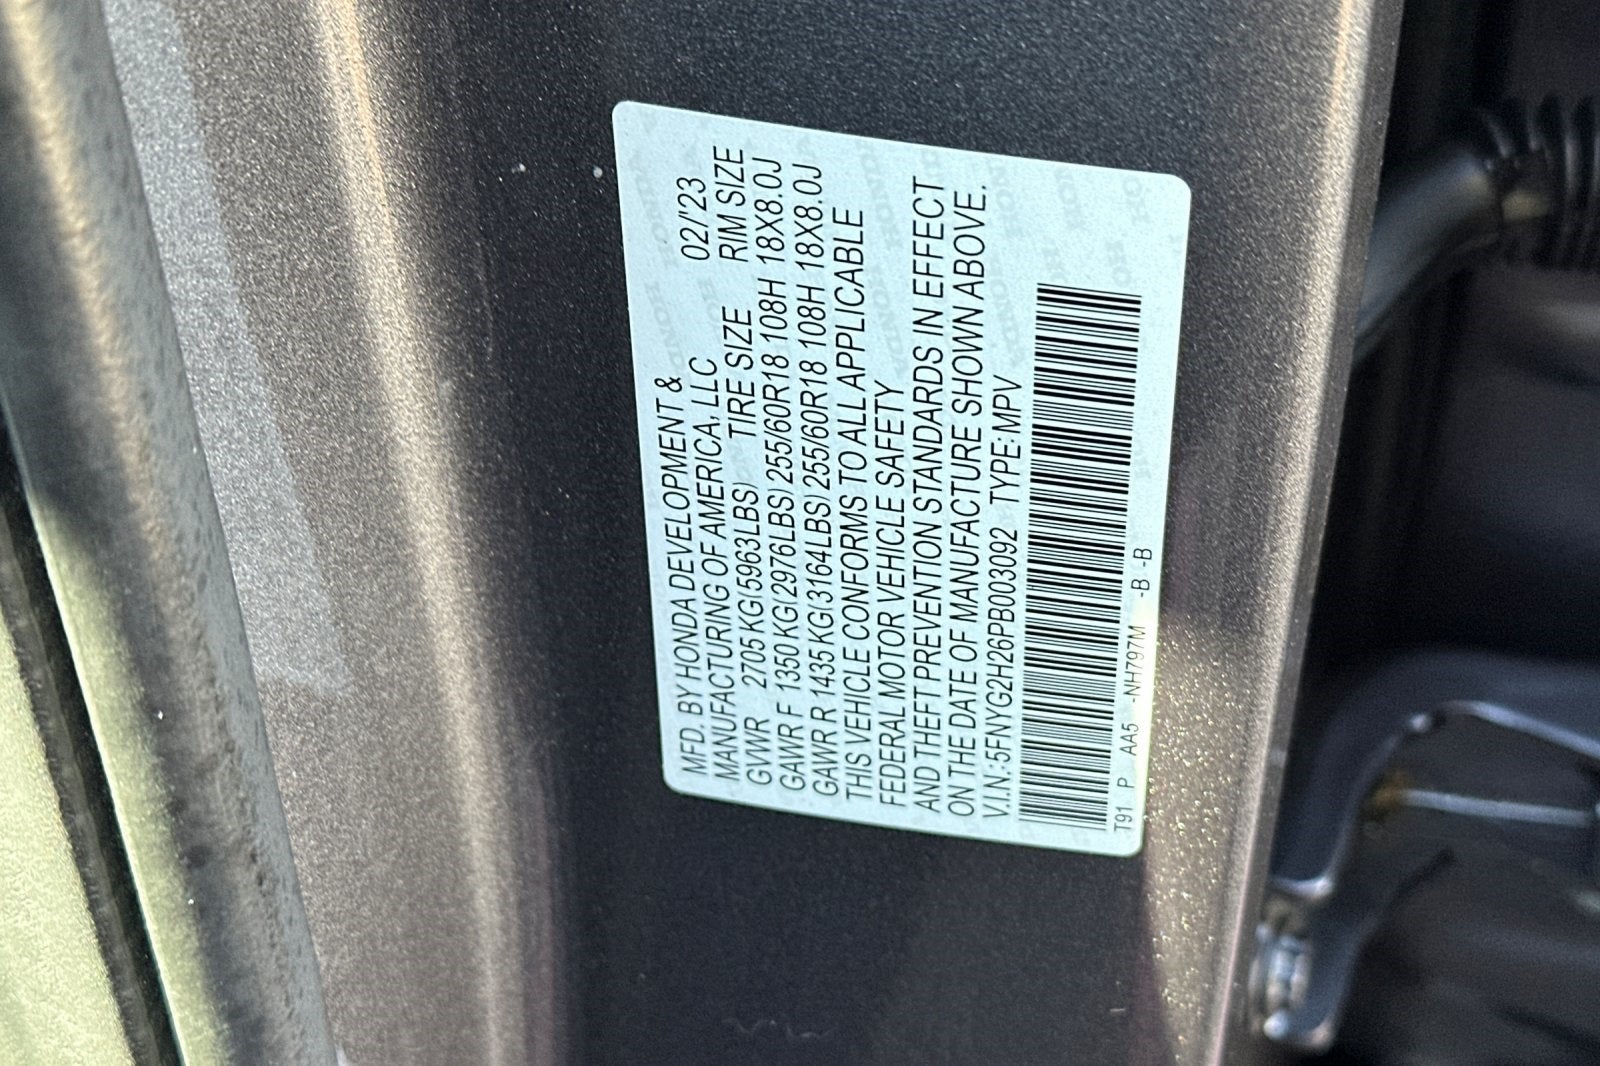 MFD. BY HONDA DEVELOPMENT &
MANUFACTURING OF AMERICA, LLC 02/'23
GVWR 2705 KG(5963LBS) TIRE SIZE RIM SIZE
GAWR F 1350 KG(2976LBS) 255/60R18 108H 18X8.0J
GAWR R 1435 KG(3164LBS) 255/60R18 108H 18X8.0J
THIS VEHICLE CONFORMS TO ALL APPLICABLE
FEDERAL MOTOR VEHICLE SAFETY
AND THEFT PREVENTION STANDARDS IN EFFECT
ON THE DATE OF MANUFACTURE SHOWN ABOVE.
V.I.N.:5FNYG2H26PB003092 TYPE:MPV
T91 P AA5 -NH797M -B -B